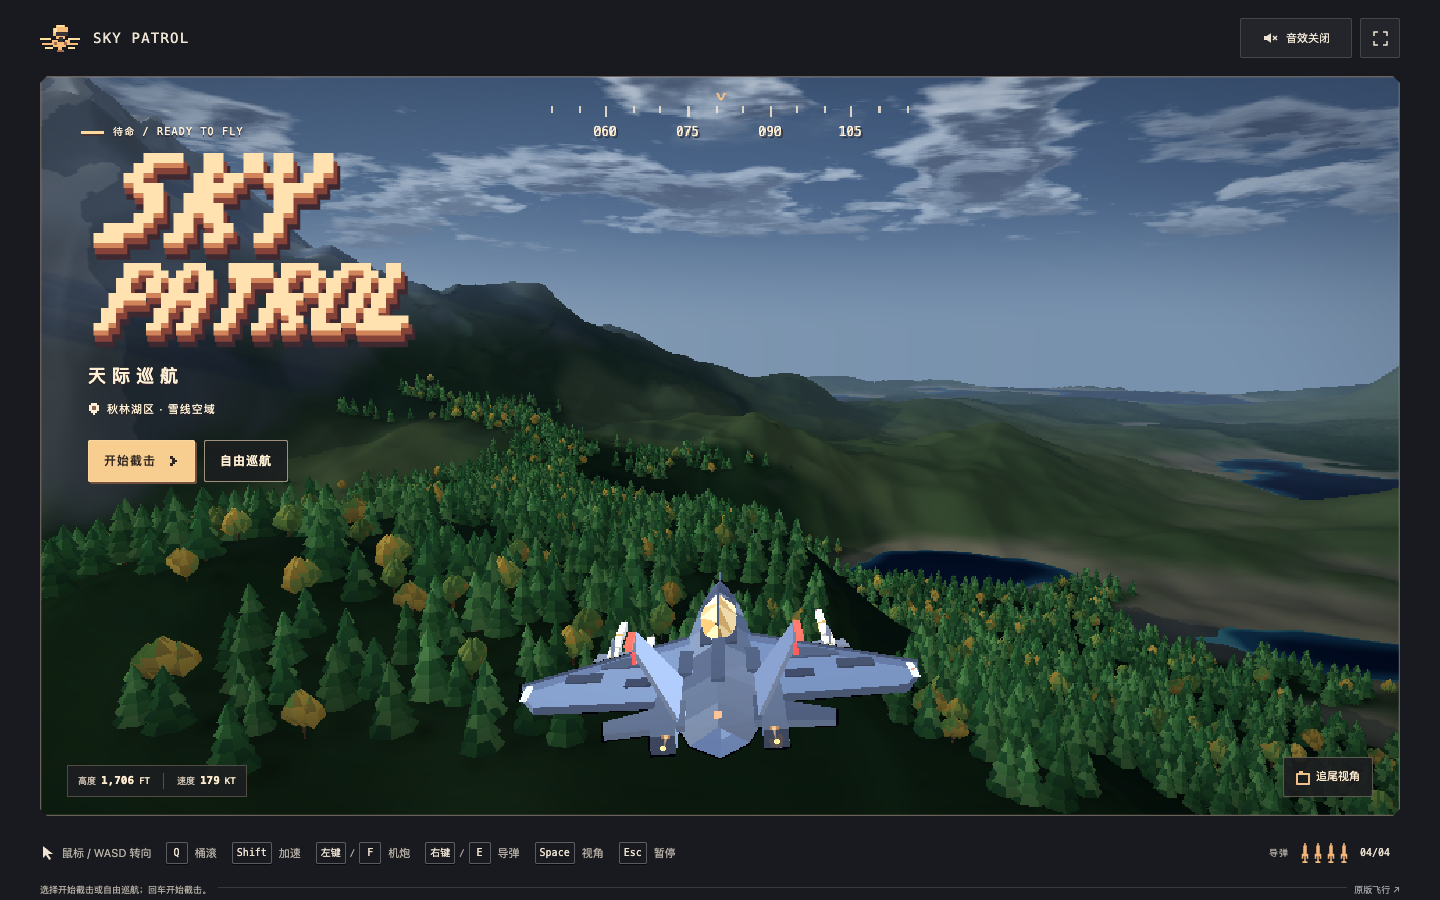 SKY PATROL
音效关闭
060 075 090 105
待命 / READY TO FLY
SKY
PATROL
天际巡航
秋林湖区 · 雪线空域
开始截击
自由巡航
高度 1,706 FT 速度 179 KT
追尾视角
鼠标 / WASD 转向 Q 桶滚 Shift 加速 左键 / F 机炮 右键 / E 导弹 Space 视角 Esc 暂停
导弹 04/04
选择开始截击或自由巡航；回车开始截击。
原版飞行 ↗